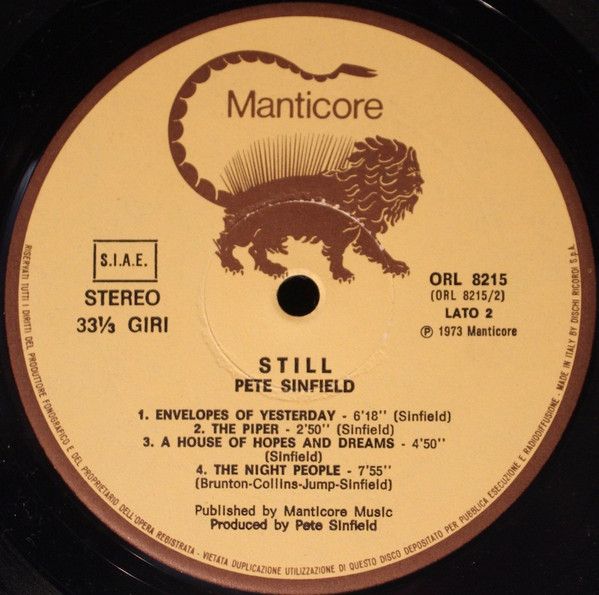 Manticore
S.I.A.E.
STEREO
33⅓ GIRI
ORL 8215
(ORL 8215/2)
LATO 2
Ⓟ 1973 Manticore
STILL
PETE SINFIELD
1. ENVELOPES OF YESTERDAY - 6'18'' (Sinfield)
2. THE PIPER - 2'50'' (Sinfield)
3. A HOUSE OF HOPES AND DREAMS - 4'50''
(Sinfield)
4. THE NIGHT PEOPLE - 7'55''
(Brunton-Collins-Jump-Sinfield)
Published by Manticore Music
Produced by Pete Sinfield
RISERVATI TUTTI I DIRITTI DEL PRODUTTORE FONOGRAFICO E DEL PROPRIETARIO DELL'OPERA REGISTRATA - VIETATA DUPLICAZIONE UTILIZZAZIONE DI QUESTO DISCO DEPOSITATO PER PUBBLICA ESECUZIONE E RADIODIFFUSIONE - MADE IN ITALY BY DISCHI RICORDI S.p.A.